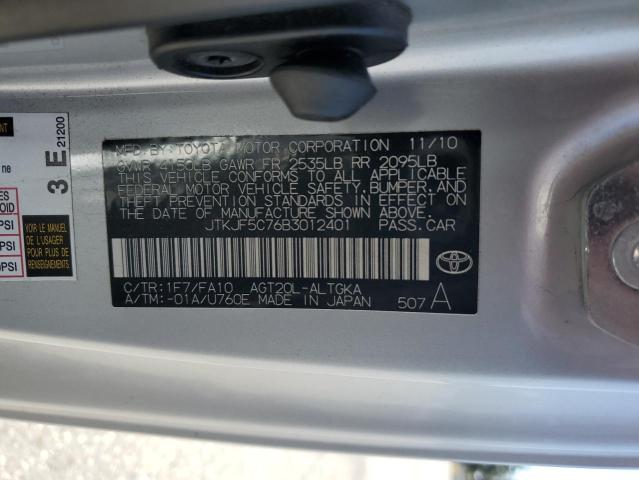 MFD.BY:TOYOTA MOTOR CORPORATION 11/10
GVWR 4150LB GAWR FR 2535LB RR 2095LB
THIS VEHICLE CONFORMS TO ALL APPLICABLE
FEDERAL MOTOR VEHICLE SAFETY,BUMPER,AND
THEFT PREVENTION STANDARDS IN EFFECT ON
THE DATE OF MANUFACTURE SHOWN ABOVE.
JTKJF5C76B3012401 PASS.CAR
C/TR:1F7/FA10 AGT20L-ALTGKA
A/TM:-01A/U760E MADE IN JAPAN 507 A
3 E 21200
VOIR LE MANUEL
DE L'USAGER
POUR PLUS DE
RENSEIGNEMENTS
PSI
PSI
PSI